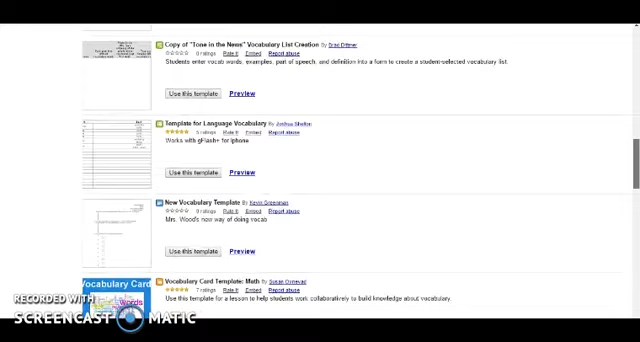 Copy of "Tone in the News" Vocabulary List Creation By Brad Dittmer
0 ratings Rate it Embed Report abuse
Students enter vocab words, examples, part of speech, and definition into a form to create a student-selected vocabulary list.
Use this template Preview
Template for Language Vocabulary By Joshua
5 ratings Rate it Embed Report abuse
Works with gFlash+ for iphone
Use this template Preview
New Vocabulary Template By Kevin
0 ratings Rate it Embed Report abuse
Mrs. Wood's new way of doing vocab
Use this template Preview
Vocabulary Card
words
Vocabulary Card Template: Math By Susan
7 ratings Rate it Embed Report abuse
Use this template for a lesson to help students work collaboratively to build knowledge about vocabulary.
RECORDED WITH
SCREENCAST MATIC